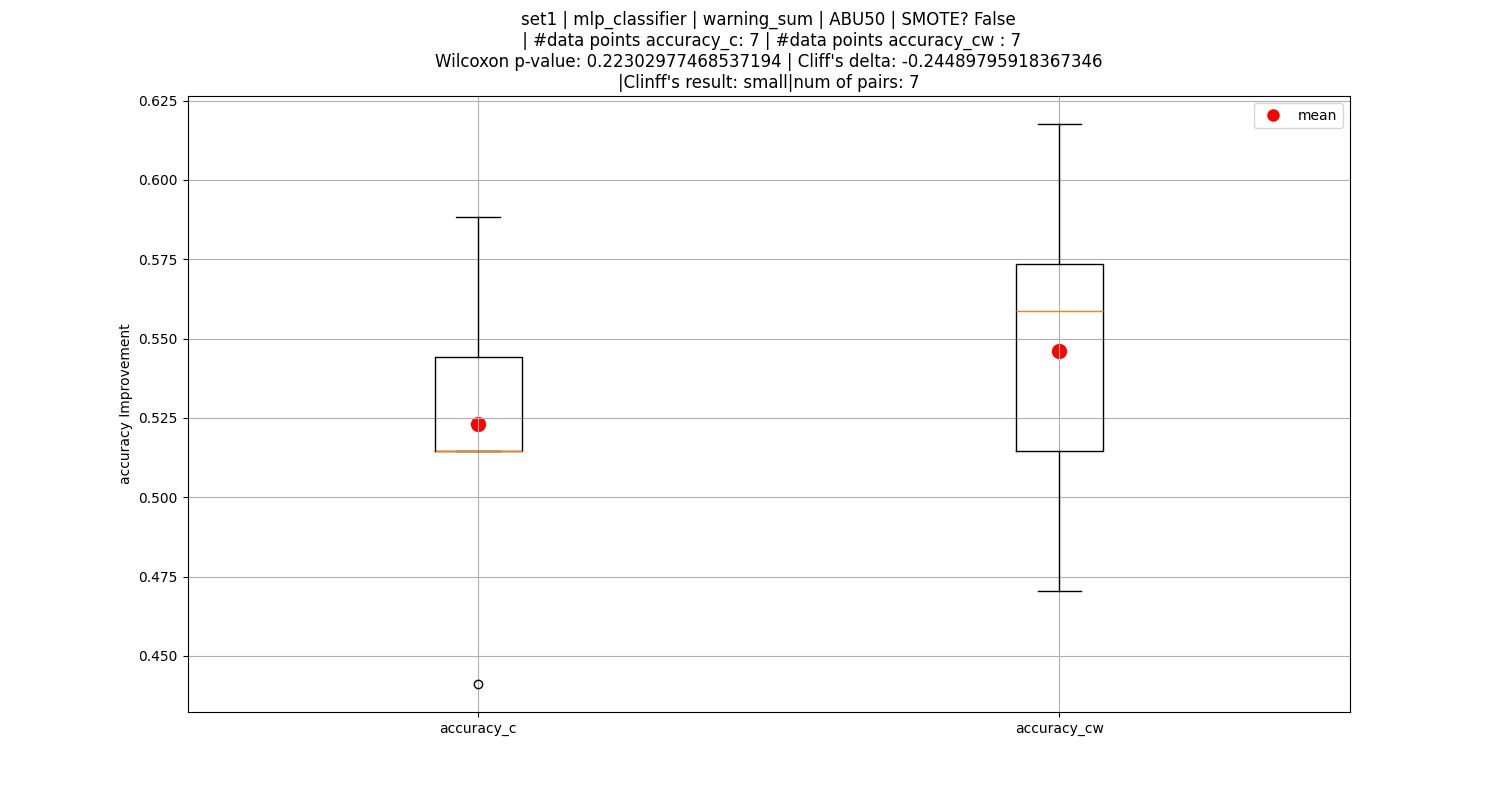 set1 | mlp_classifier | warning_sum | ABU50 | SMOTE? False
| #data points accuracy_c: 7 | #data points accuracy_cw : 7
Wilcoxon p-value: 0.22302977468537194 | Cliff's delta: -0.24489795918367346
|Clinff's result: small|num of pairs: 7
mean
0.625
0.600
0.575
0.550
0.525
0.500
0.475
0.450
accuracy Improvement
accuracy_c
accuracy_cw